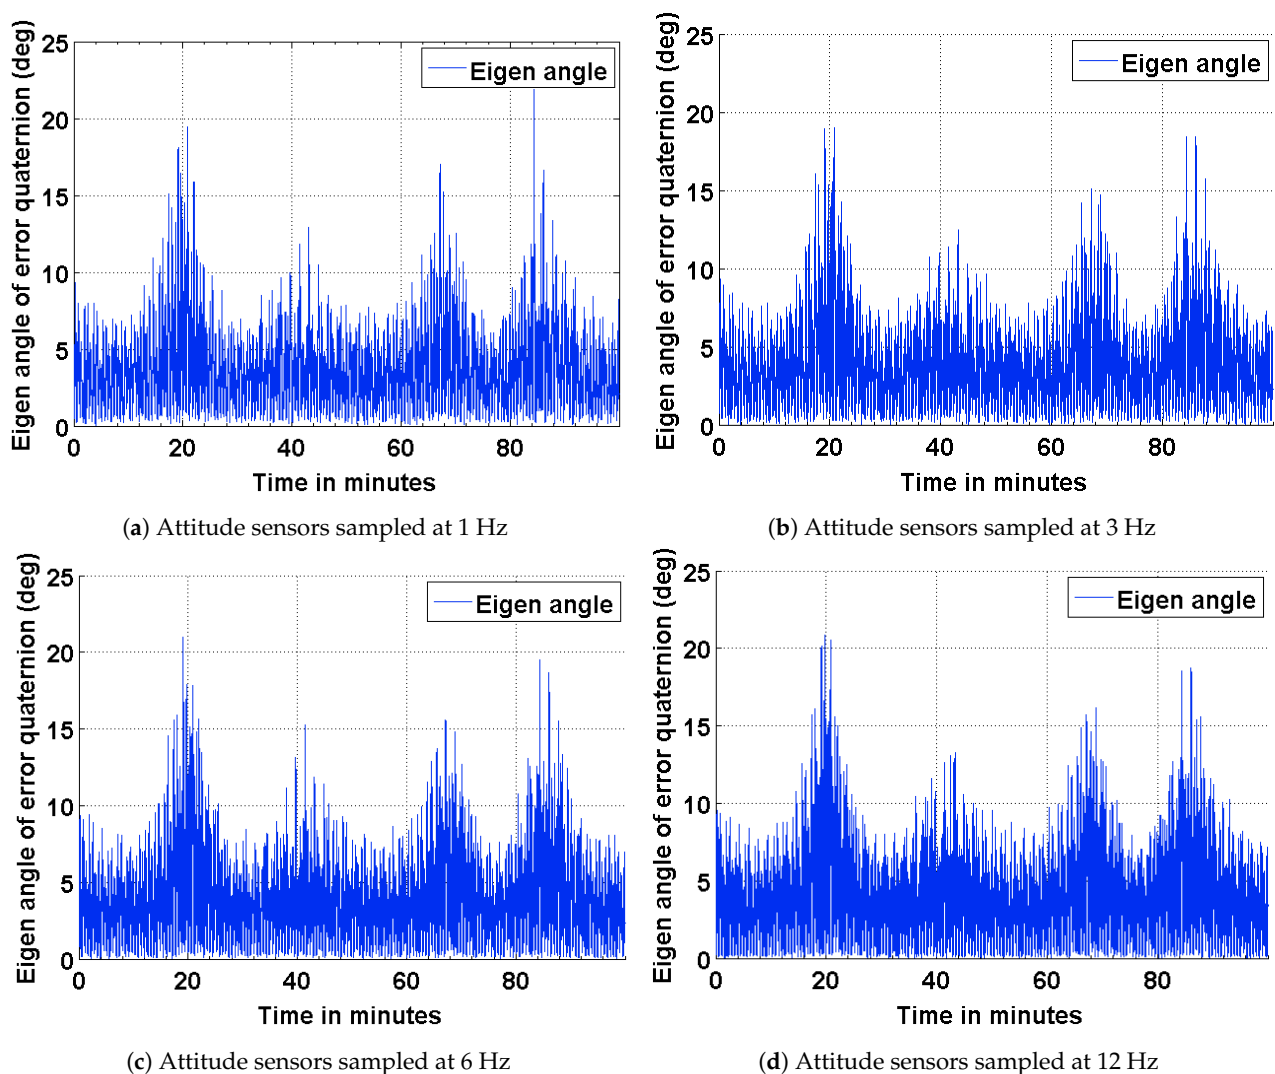 25
20
15
10
5
0
Eigen angle of error quaternion (deg)
Eigen angle
0 20 40 60 80
Time in minutes
(a) Attitude sensors sampled at 1 Hz
25
20
15
10
5
0
Eigen angle of error quaternion (deg)
Eigen angle
0 20 40 60 80
Time in minutes
(b) Attitude sensors sampled at 3 Hz
25
20
15
10
5
0
Eigen angle of error quaternion (deg)
Eigen angle
0 20 40 60 80
Time in minutes
(c) Attitude sensors sampled at 6 Hz
25
20
15
10
5
0
Eigen angle of error quaternion (deg)
Eigen angle
0 20 40 60 80
Time in minutes
(d) Attitude sensors sampled at 12 Hz